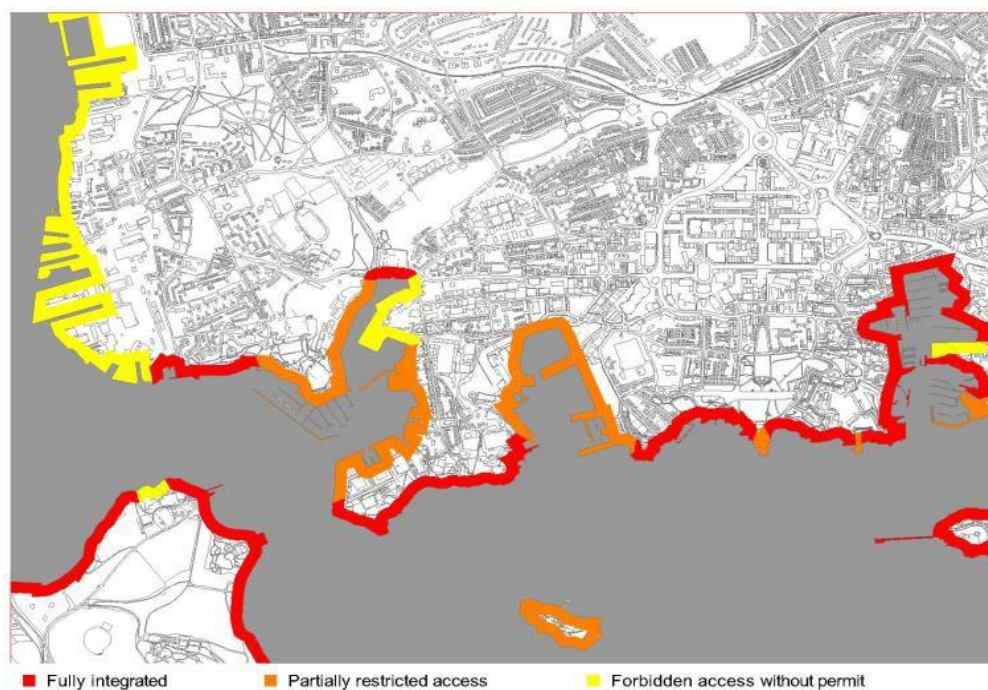 Fully integrated
Partially restricted access
Forbidden access without permit